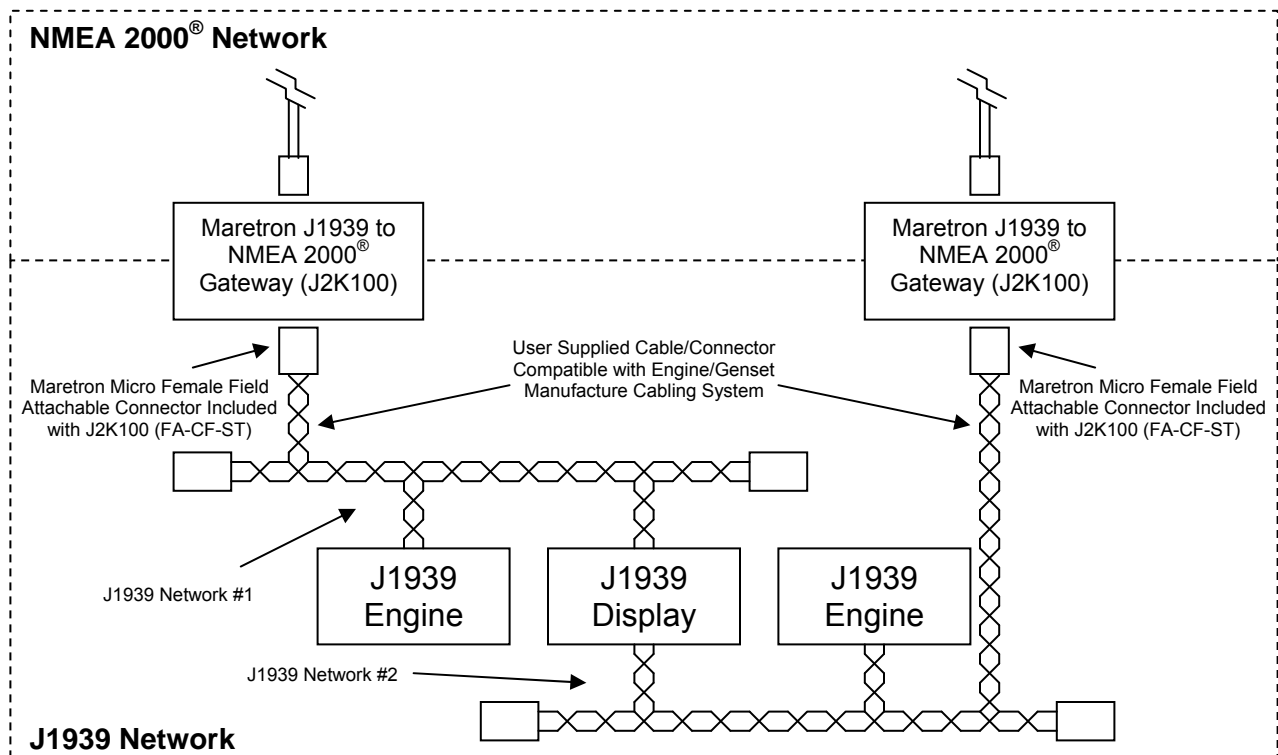 NMEA 2000® Network
Maretron J1939 to
NMEA 2000®
Gateway (J2K100)
Maretron J1939 to
NMEA 2000®
Gateway (J2K100)
Maretron Micro Female Field
Attachable Connector Included
with J2K100 (FA-CF-ST)
User Supplied Cable/Connector
Compatible with Engine/Genset
Manufacture Cabling System
Maretron Micro Female Field
Attachable Connector Included
with J2K100 (FA-CF-ST)
J1939 Network #1
J1939
Engine
J1939
Display
J1939
Engine
J1939 Network #2
J1939 Network